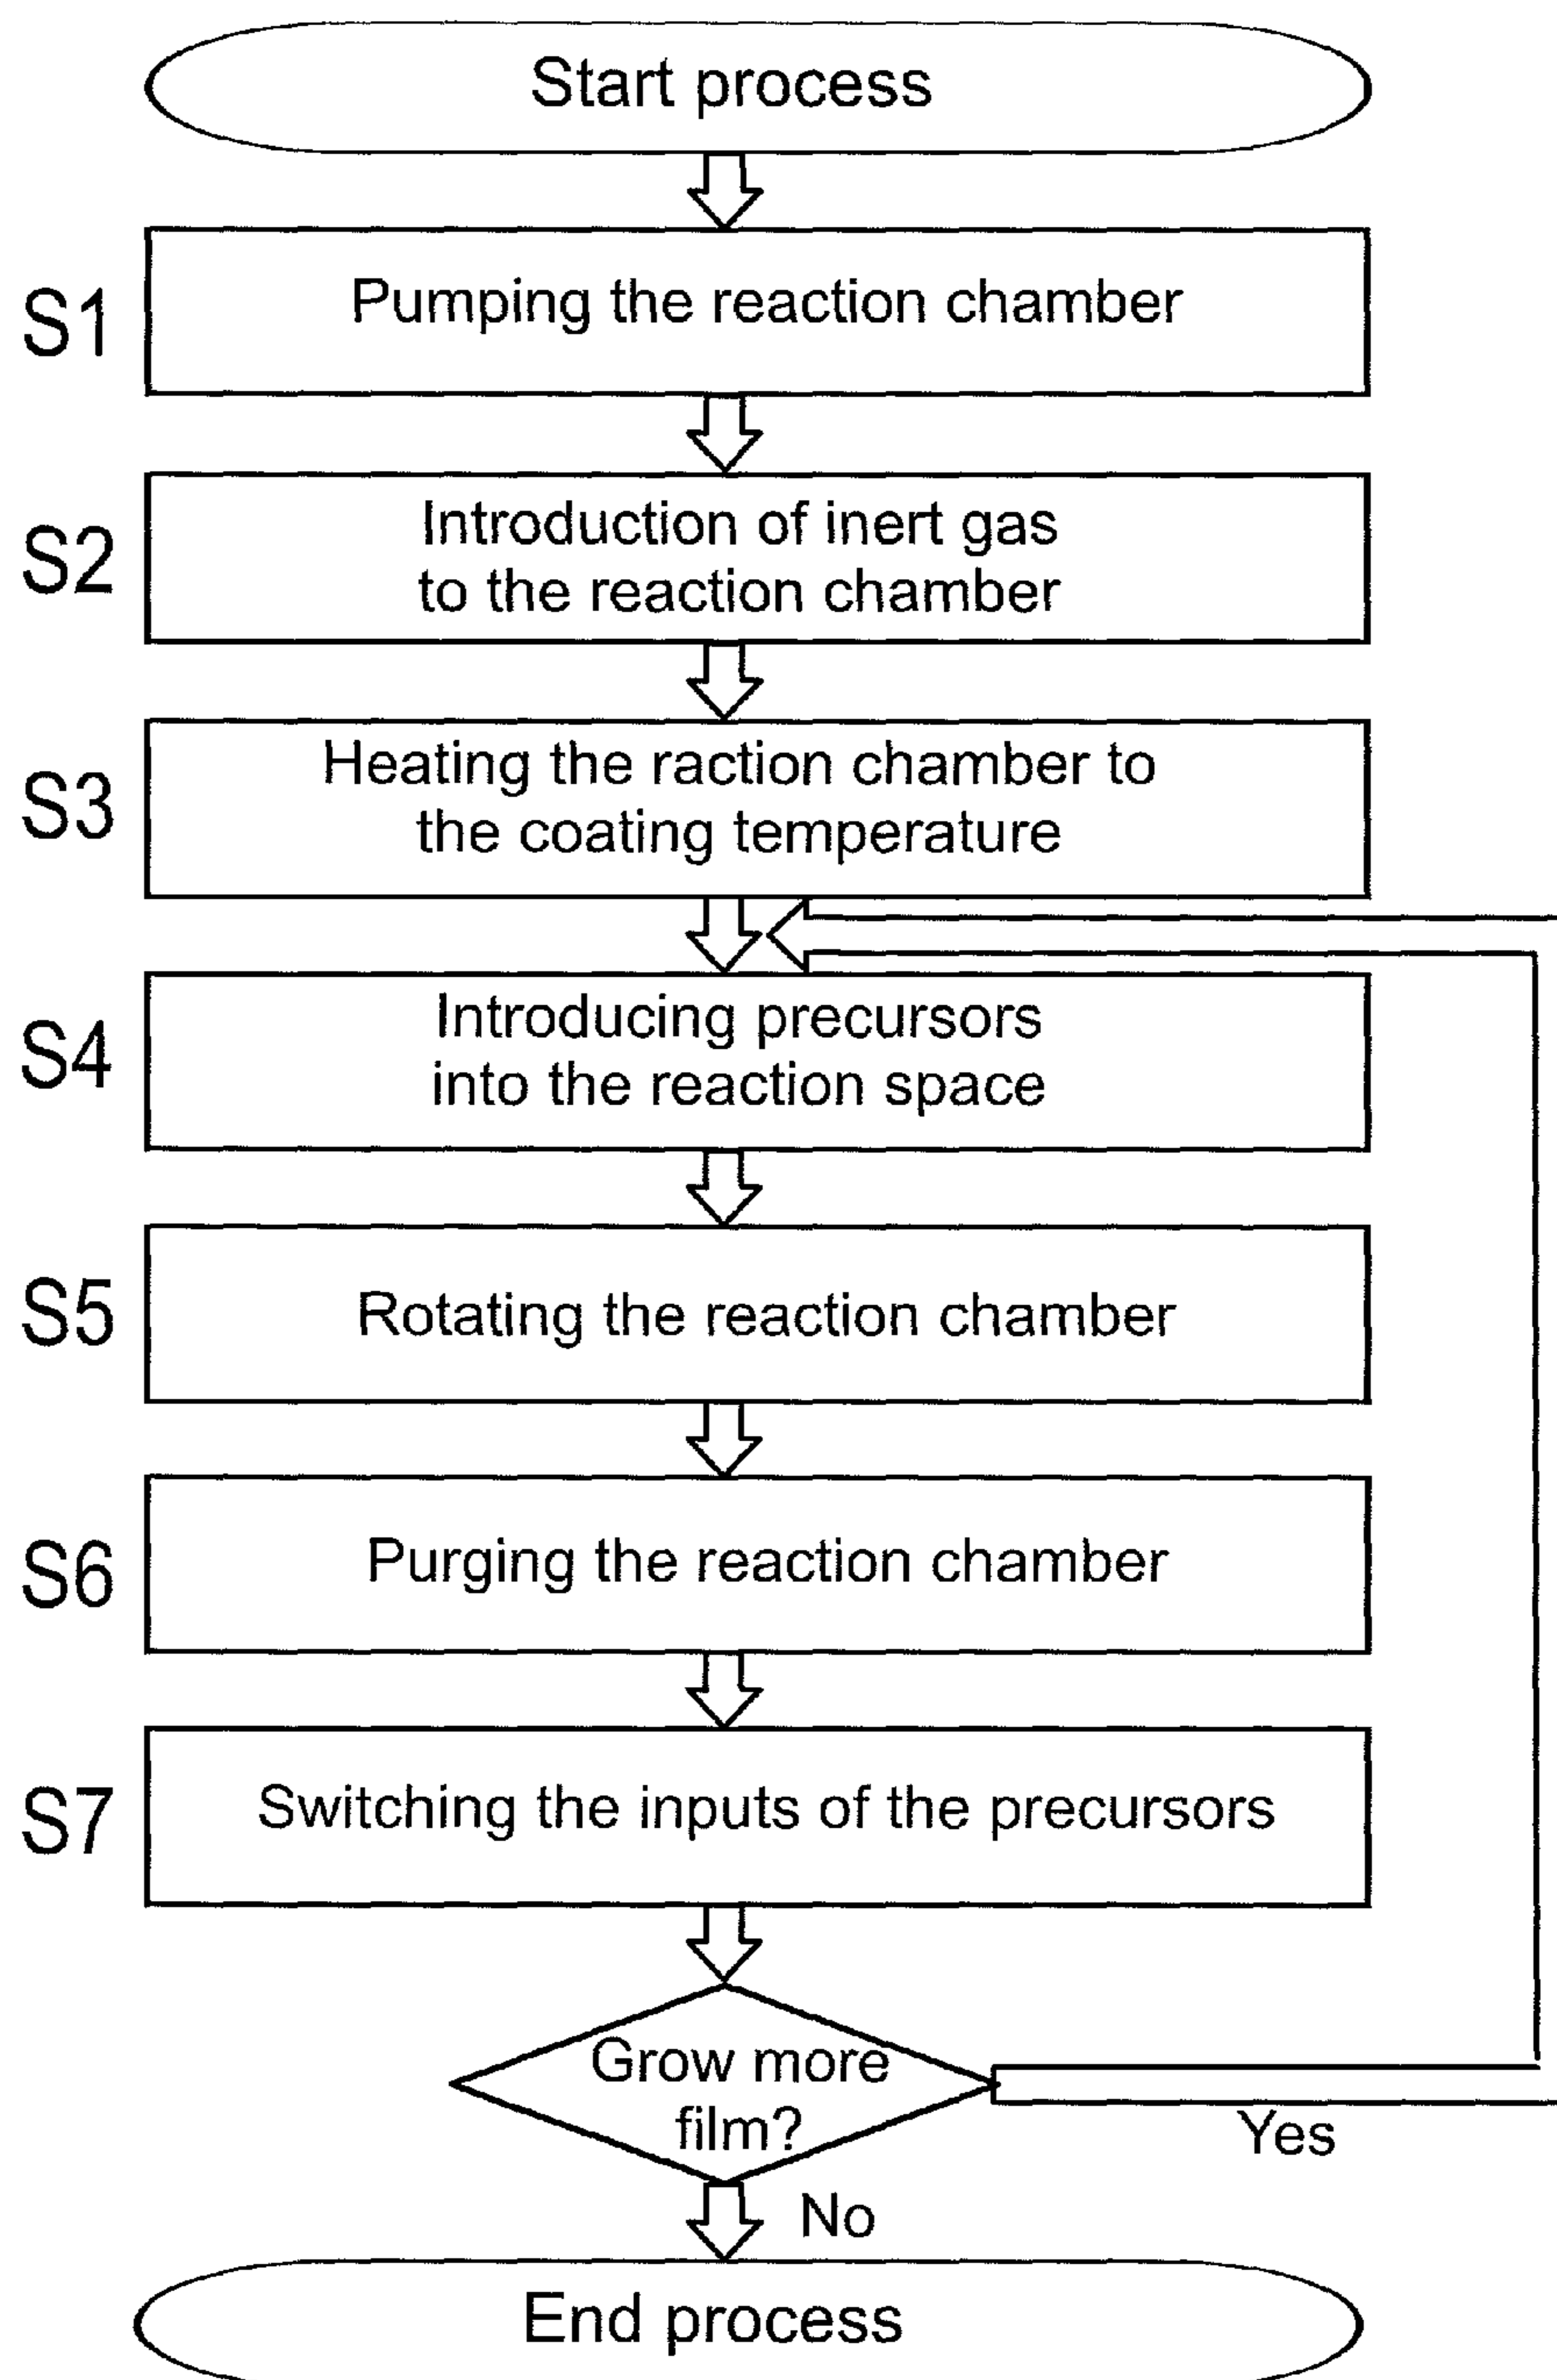 Start process
S1
Pumping the reaction chamber
S2
Introduction of inert gas
to the reaction chamber
S3
Heating the raction chamber to
the coating temperature
S4
Introducing precursors
into the reaction space
S5
Rotating the reaction chamber
S6
Purging the reaction chamber
S7
Switching the inputs of the precursors
Grow more
film?
Yes
No
End process